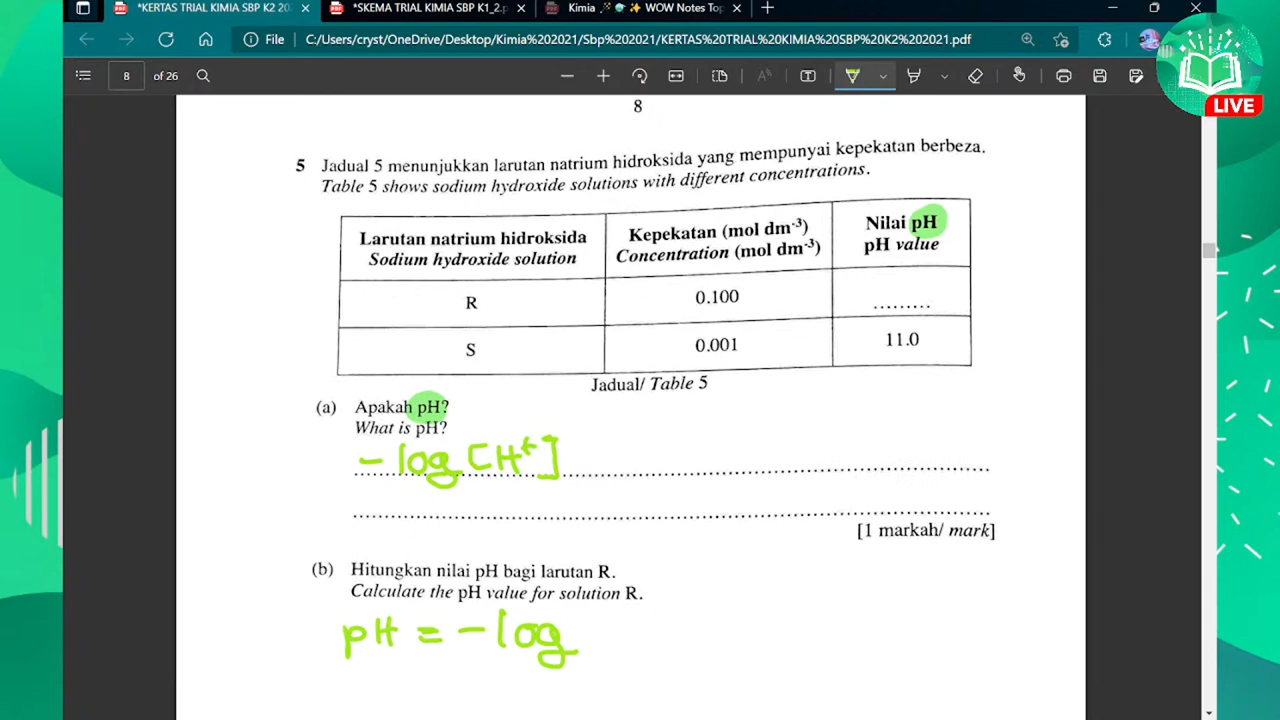 *KERTAS TRIAL KIMIA SBP K2 202
*SKEMA TRIAL KIMIA SBP K1_2.p
Kimia 🪄🎓✨ WOW Notes Top
File C:/Users/cryst/OneDrive/Desktop/Kimia%202021/Sbp%202021/KERTAS%20TRIAL%20KIMIA%20SBP%20K2%202021.pdf
LIVE
8 of 26
8
5 Jadual 5 menunjukkan larutan natrium hidroksida yang mempunyai kepekatan berbeza.
Table 5 shows sodium hydroxide solutions with different concentrations.
Larutan natrium hidroksida Kepekatan (mol dm-³) Nilai pH
Sodium hydroxide solution Concentration (mol dm-³) pH value
R 0.100 .........
S 0.001 11.0
Jadual/ Table 5
(a) Apakah pH?
What is pH?
- log [H+]
[1 markah/ mark]
(b) Hitungkan nilai pH bagi larutan R.
Calculate the pH value for solution R.
pH = - log